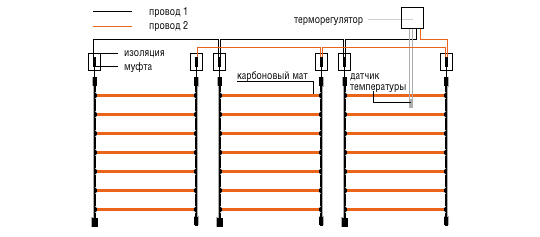 провод 1
провод 2
терморегулятор
изоляция
муфта
карбоновый мат
датчик
температуры